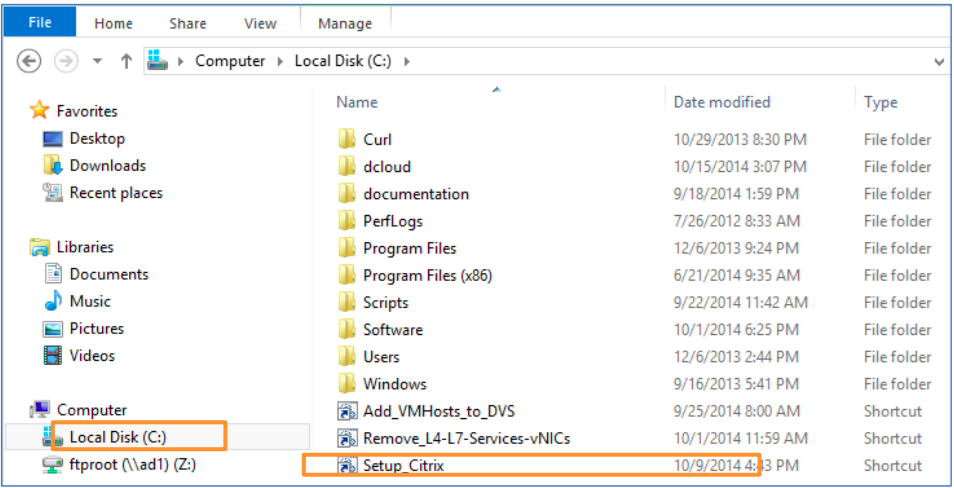 File Home Share View Manage
Computer Local Disk (C:)
Favorites
Desktop
Downloads
Recent places
Libraries
Documents
Music
Pictures
Videos
Computer
Local Disk (C:)
ftproot (\\ad1) (Z:)
Name Date modified Type
Curl 10/29/2013 8:30 PM File folder
dcloud 10/15/2014 3:07 PM File folder
documentation 9/18/2014 1:59 PM File folder
PerfLogs 7/26/2012 8:33 AM File folder
Program Files 12/6/2013 9:24 PM File folder
Program Files (x86) 6/21/2014 9:35 AM File folder
Scripts 9/22/2014 11:42 AM File folder
Software 10/1/2014 6:25 PM File folder
Users 12/6/2013 2:44 PM File folder
Windows 9/16/2013 5:41 PM File folder
Add_VMHosts_to_DVS 9/25/2014 8:00 AM Shortcut
Remove_L4-L7-Services-vNICs 10/1/2014 11:59 AM Shortcut
Setup_Citrix 10/9/2014 4:43 PM Shortcut